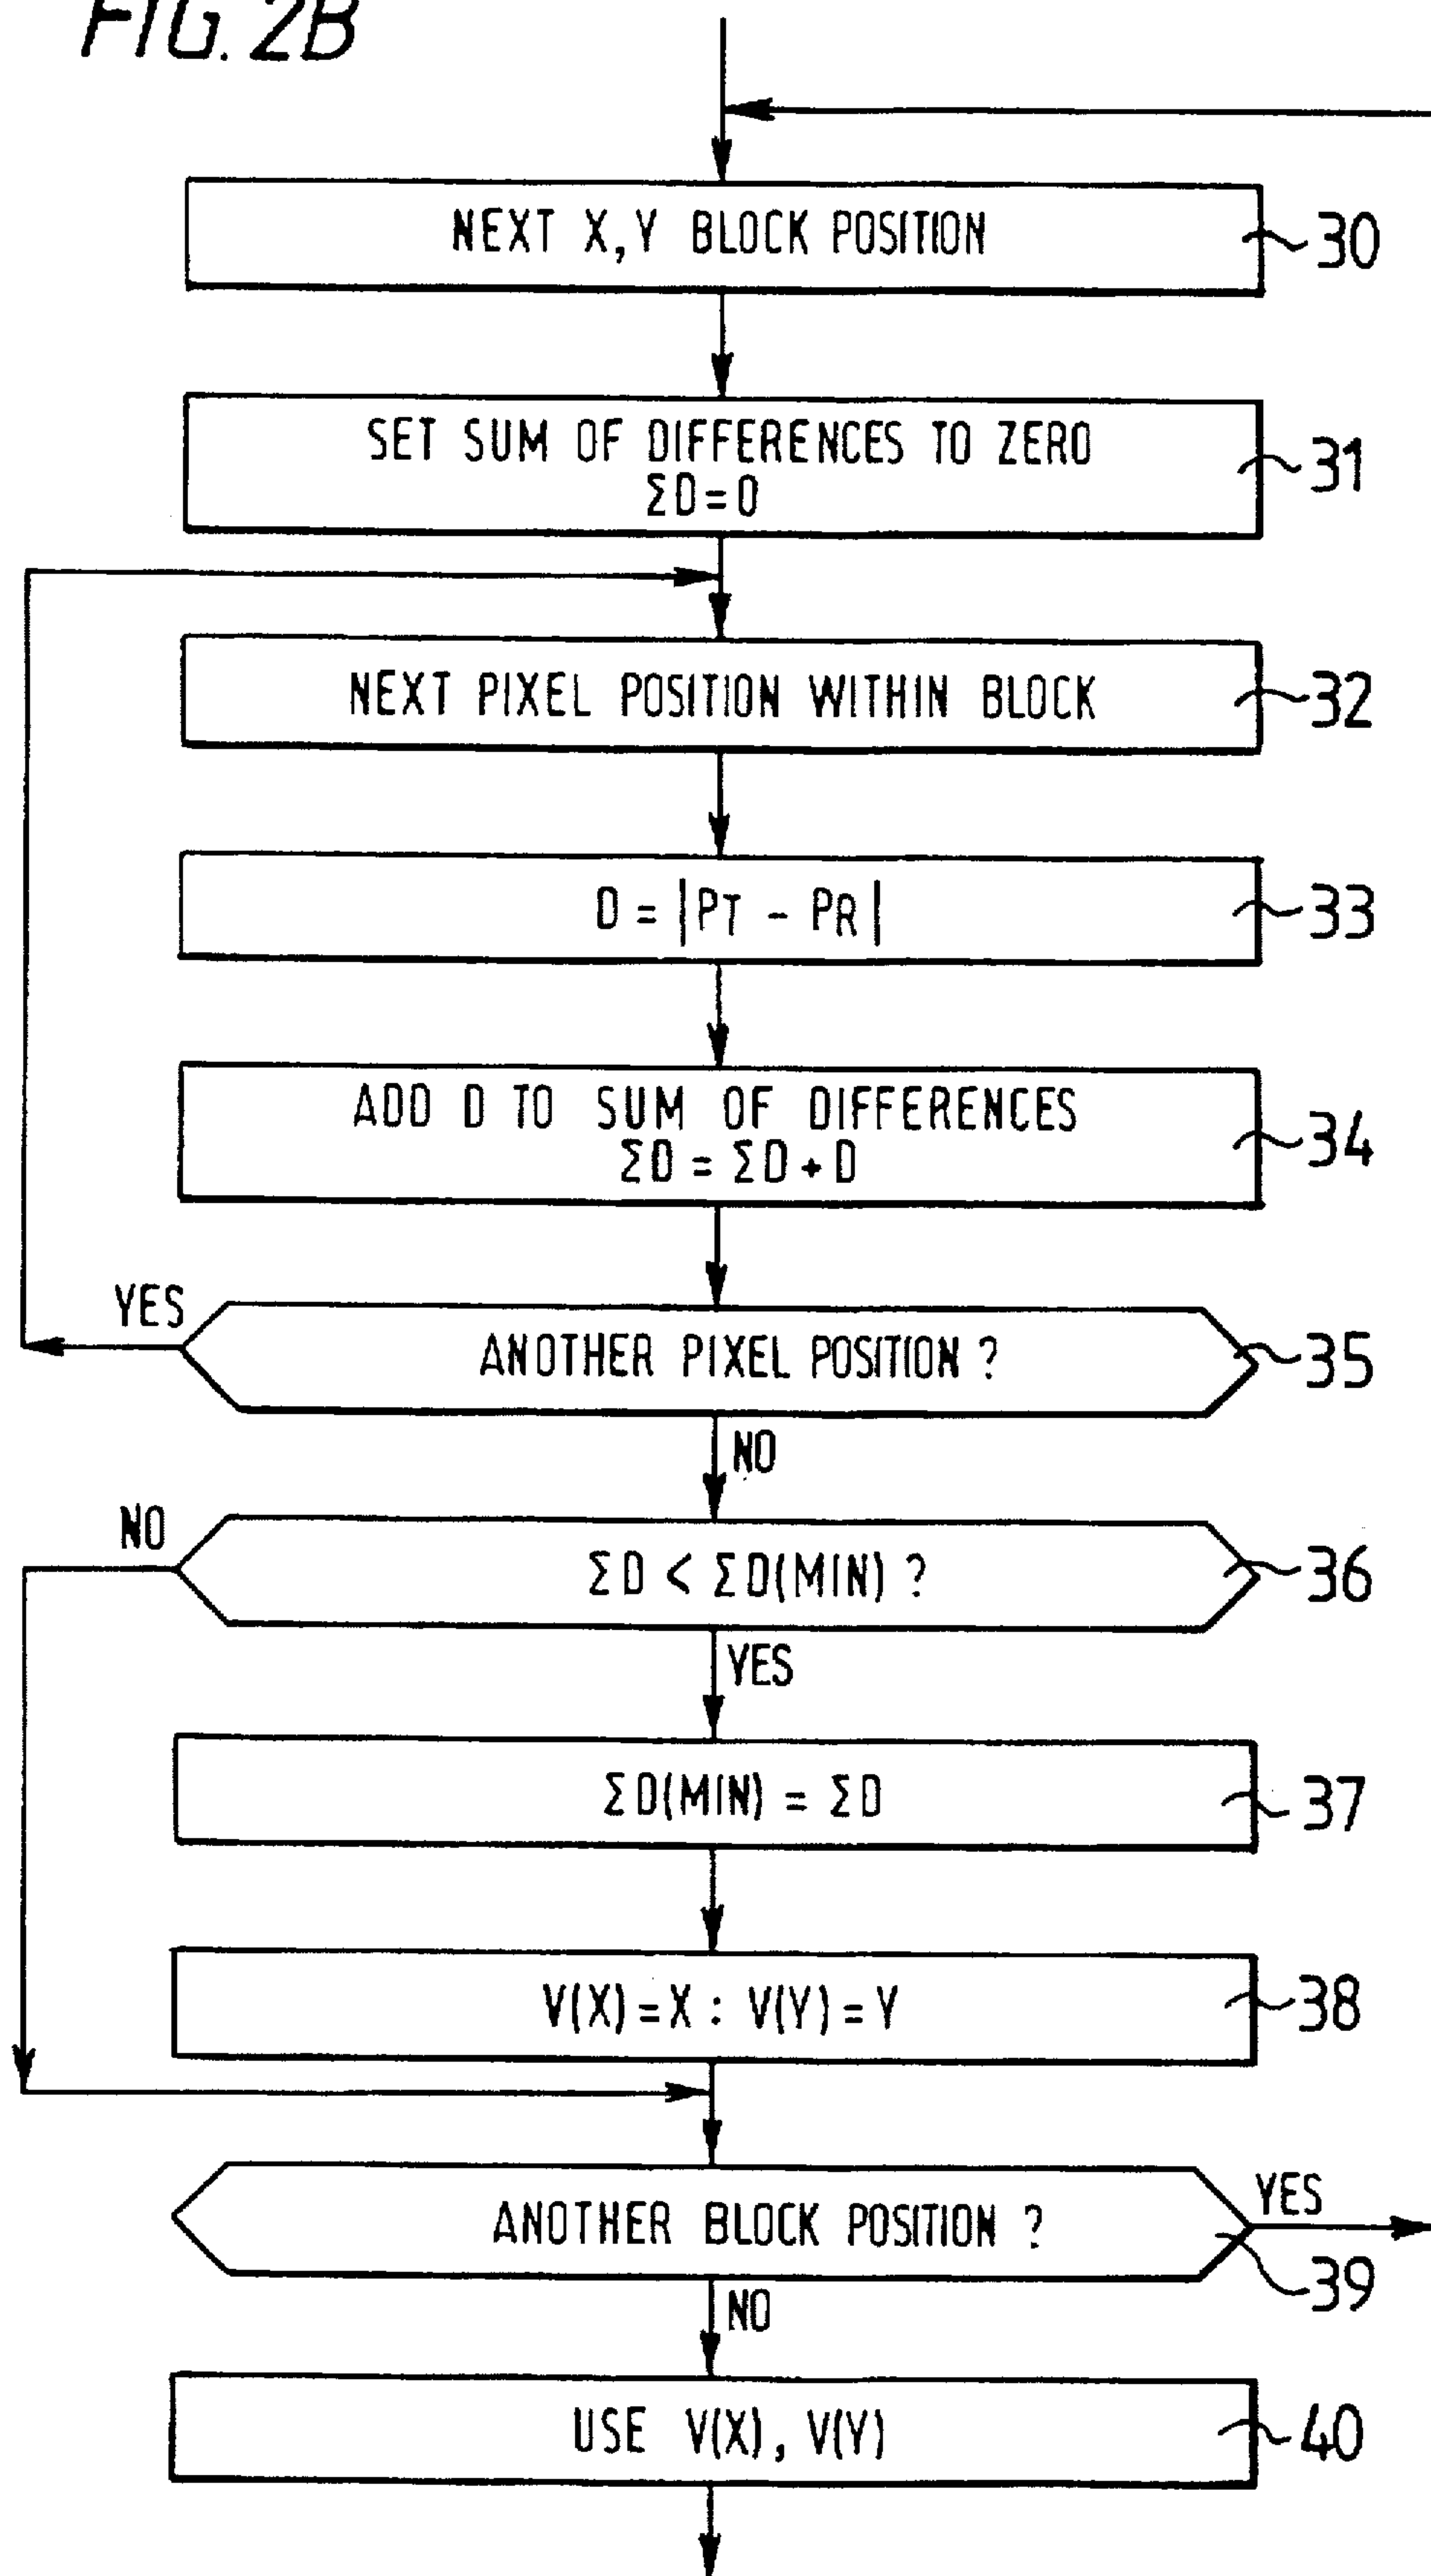 FIG. 2B
NEXT X,Y BLOCK POSITION
30
SET SUM OF DIFFERENCES TO ZERO
ΣD=0
31
NEXT PIXEL POSITION WITHIN BLOCK
32
D = |PT - PR|
33
ADD D TO SUM OF DIFFERENCES
ΣD = ΣD + D
34
YES
ANOTHER PIXEL POSITION ?
35
NO
NO
ΣD < ΣD(MIN) ?
36
YES
ΣD(MIN) = ΣD
37
V(X)=X : V(Y)=Y
38
ANOTHER BLOCK POSITION ?
YES
39
NO
USE V(X), V(Y)
40